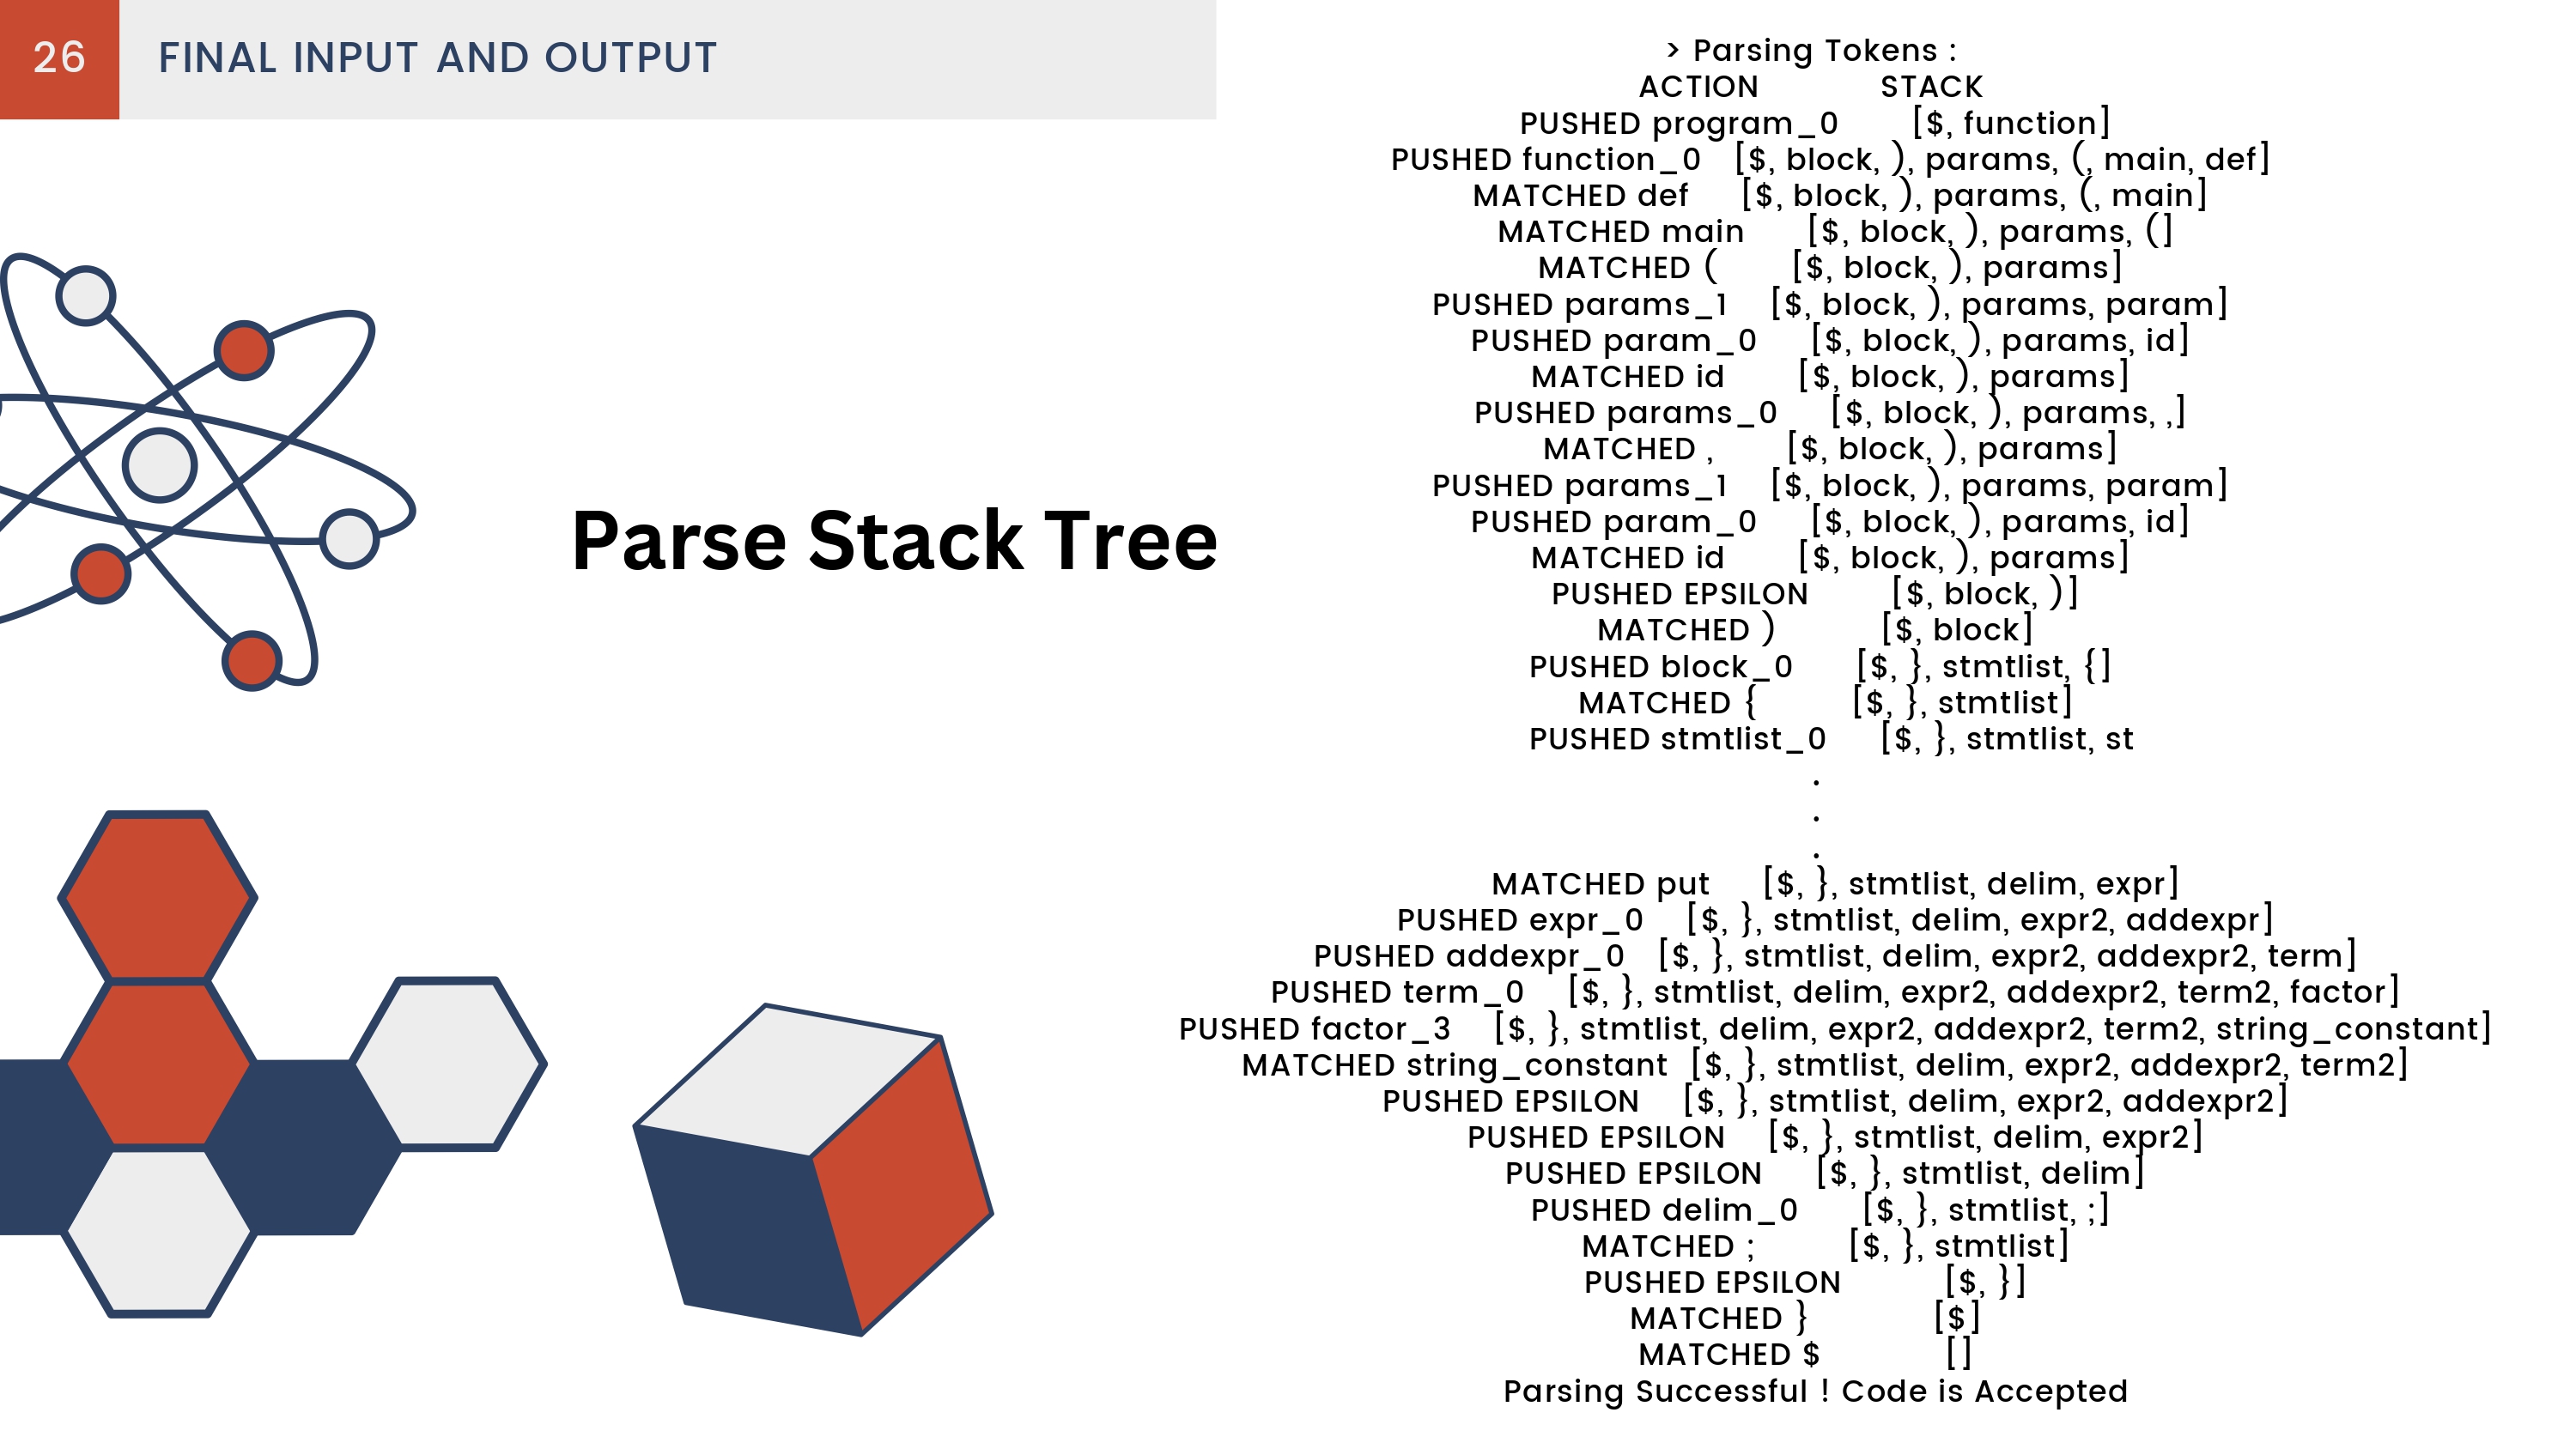 26 FINAL INPUT AND OUTPUT
Parse Stack Tree
> Parsing Tokens :
ACTION STACK
PUSHED program_0 [$, function]
PUSHED function_0 [$, block, ), params, (, main, def]
MATCHED def [$, block, ), params, (, main]
MATCHED main [$, block, ), params, (]
MATCHED ( [$, block, ), params]
PUSHED params_1 [$, block, ), params, param]
PUSHED param_0 [$, block, ), params, id]
MATCHED id [$, block, ), params]
PUSHED params_0 [$, block, ), params, ,]
MATCHED , [$, block, ), params]
PUSHED params_1 [$, block, ), params, param]
PUSHED param_0 [$, block, ), params, id]
MATCHED id [$, block, ), params]
PUSHED EPSILON [$, block, )]
MATCHED ) [$, block]
PUSHED block_0 [$, }, stmtlist, {]
MATCHED { [$, }, stmtlist]
PUSHED stmtlist_0 [$, }, stmtlist, st
.
.
.
MATCHED put [$, }, stmtlist, delim, expr]
PUSHED expr_0 [$, }, stmtlist, delim, expr2, addexpr]
PUSHED addexpr_0 [$, }, stmtlist, delim, expr2, addexpr2, term]
PUSHED term_0 [$, }, stmtlist, delim, expr2, addexpr2, term2, factor]
PUSHED factor_3 [$, }, stmtlist, delim, expr2, addexpr2, term2, string_constant]
MATCHED string_constant [$, }, stmtlist, delim, expr2, addexpr2, term2]
PUSHED EPSILON [$, }, stmtlist, delim, expr2, addexpr2]
PUSHED EPSILON [$, }, stmtlist, delim, expr2]
PUSHED EPSILON [$, }, stmtlist, delim]
PUSHED delim_0 [$, }, stmtlist, ;]
MATCHED ; [$, }, stmtlist]
PUSHED EPSILON [$, }]
MATCHED } [$]
MATCHED $ []
Parsing Successful ! Code is Accepted